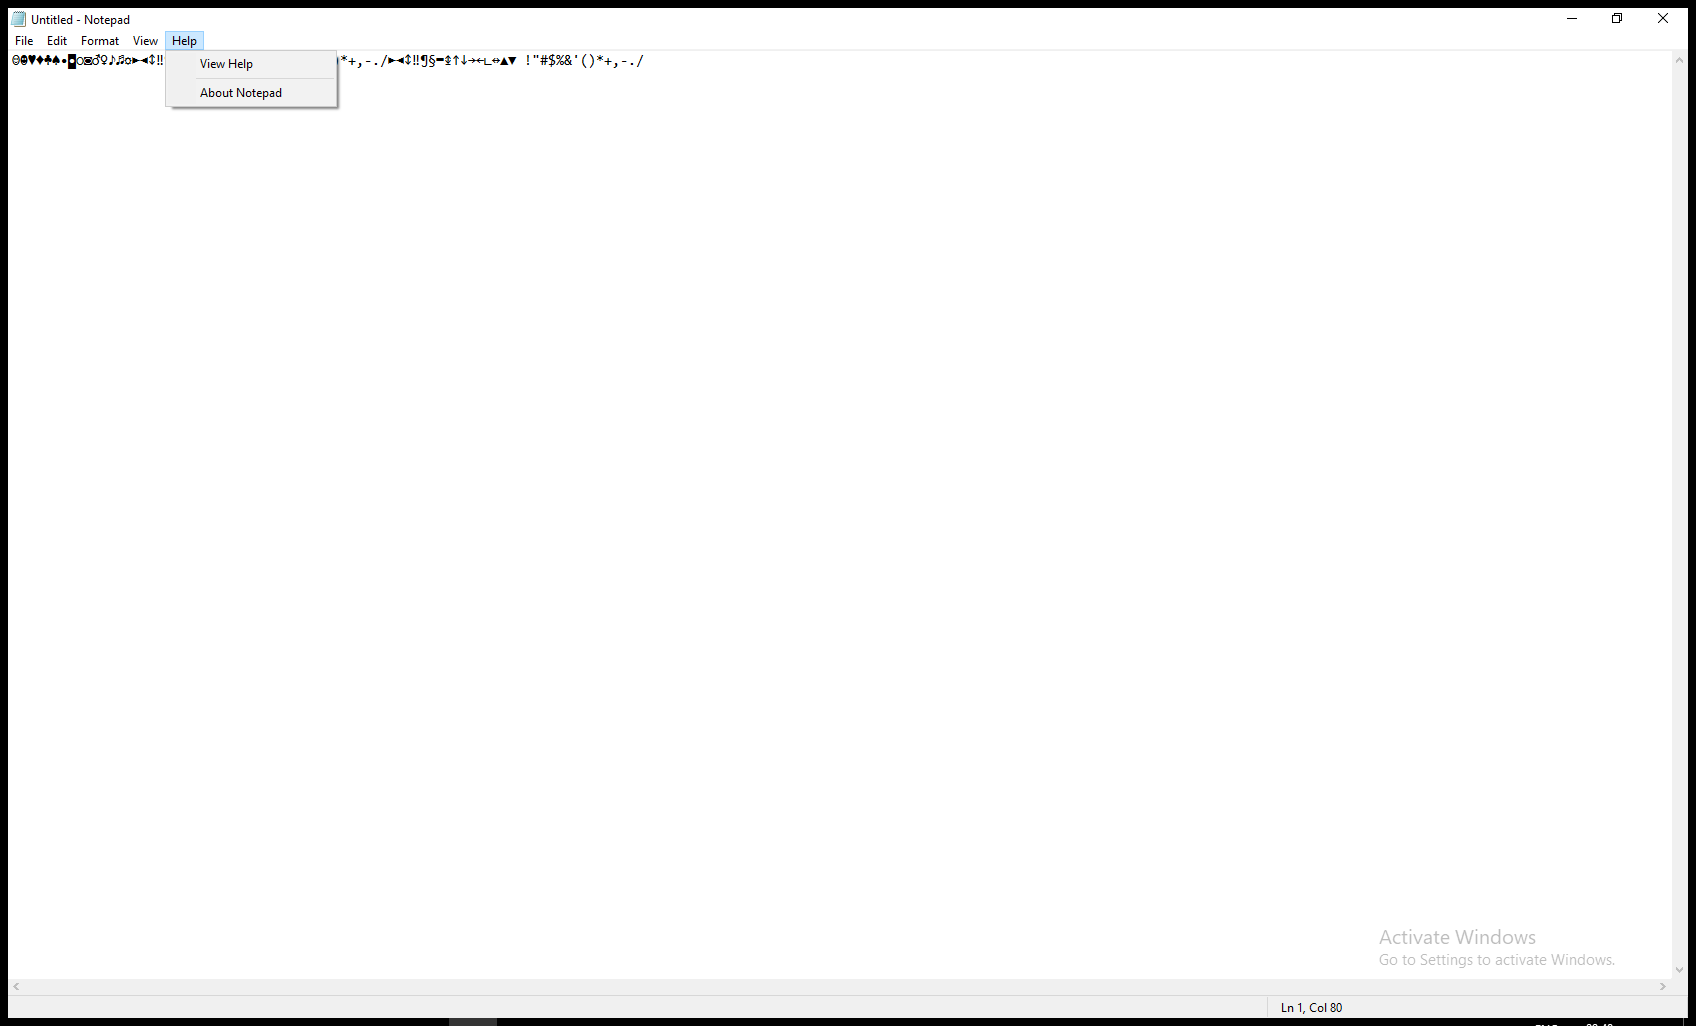 Untitled - Notepad
File Edit Format View Help
☺☻♥♦♣♠•◘○◙♂♀♪♫☼►◄↕‼ *+,-./►◄↕‼¶§▬↨↑↓→←∟↔▲▼ !"#$%&'()*+,-./
View Help
About Notepad
Activate Windows
Go to Settings to activate Windows.
Ln 1, Col 80